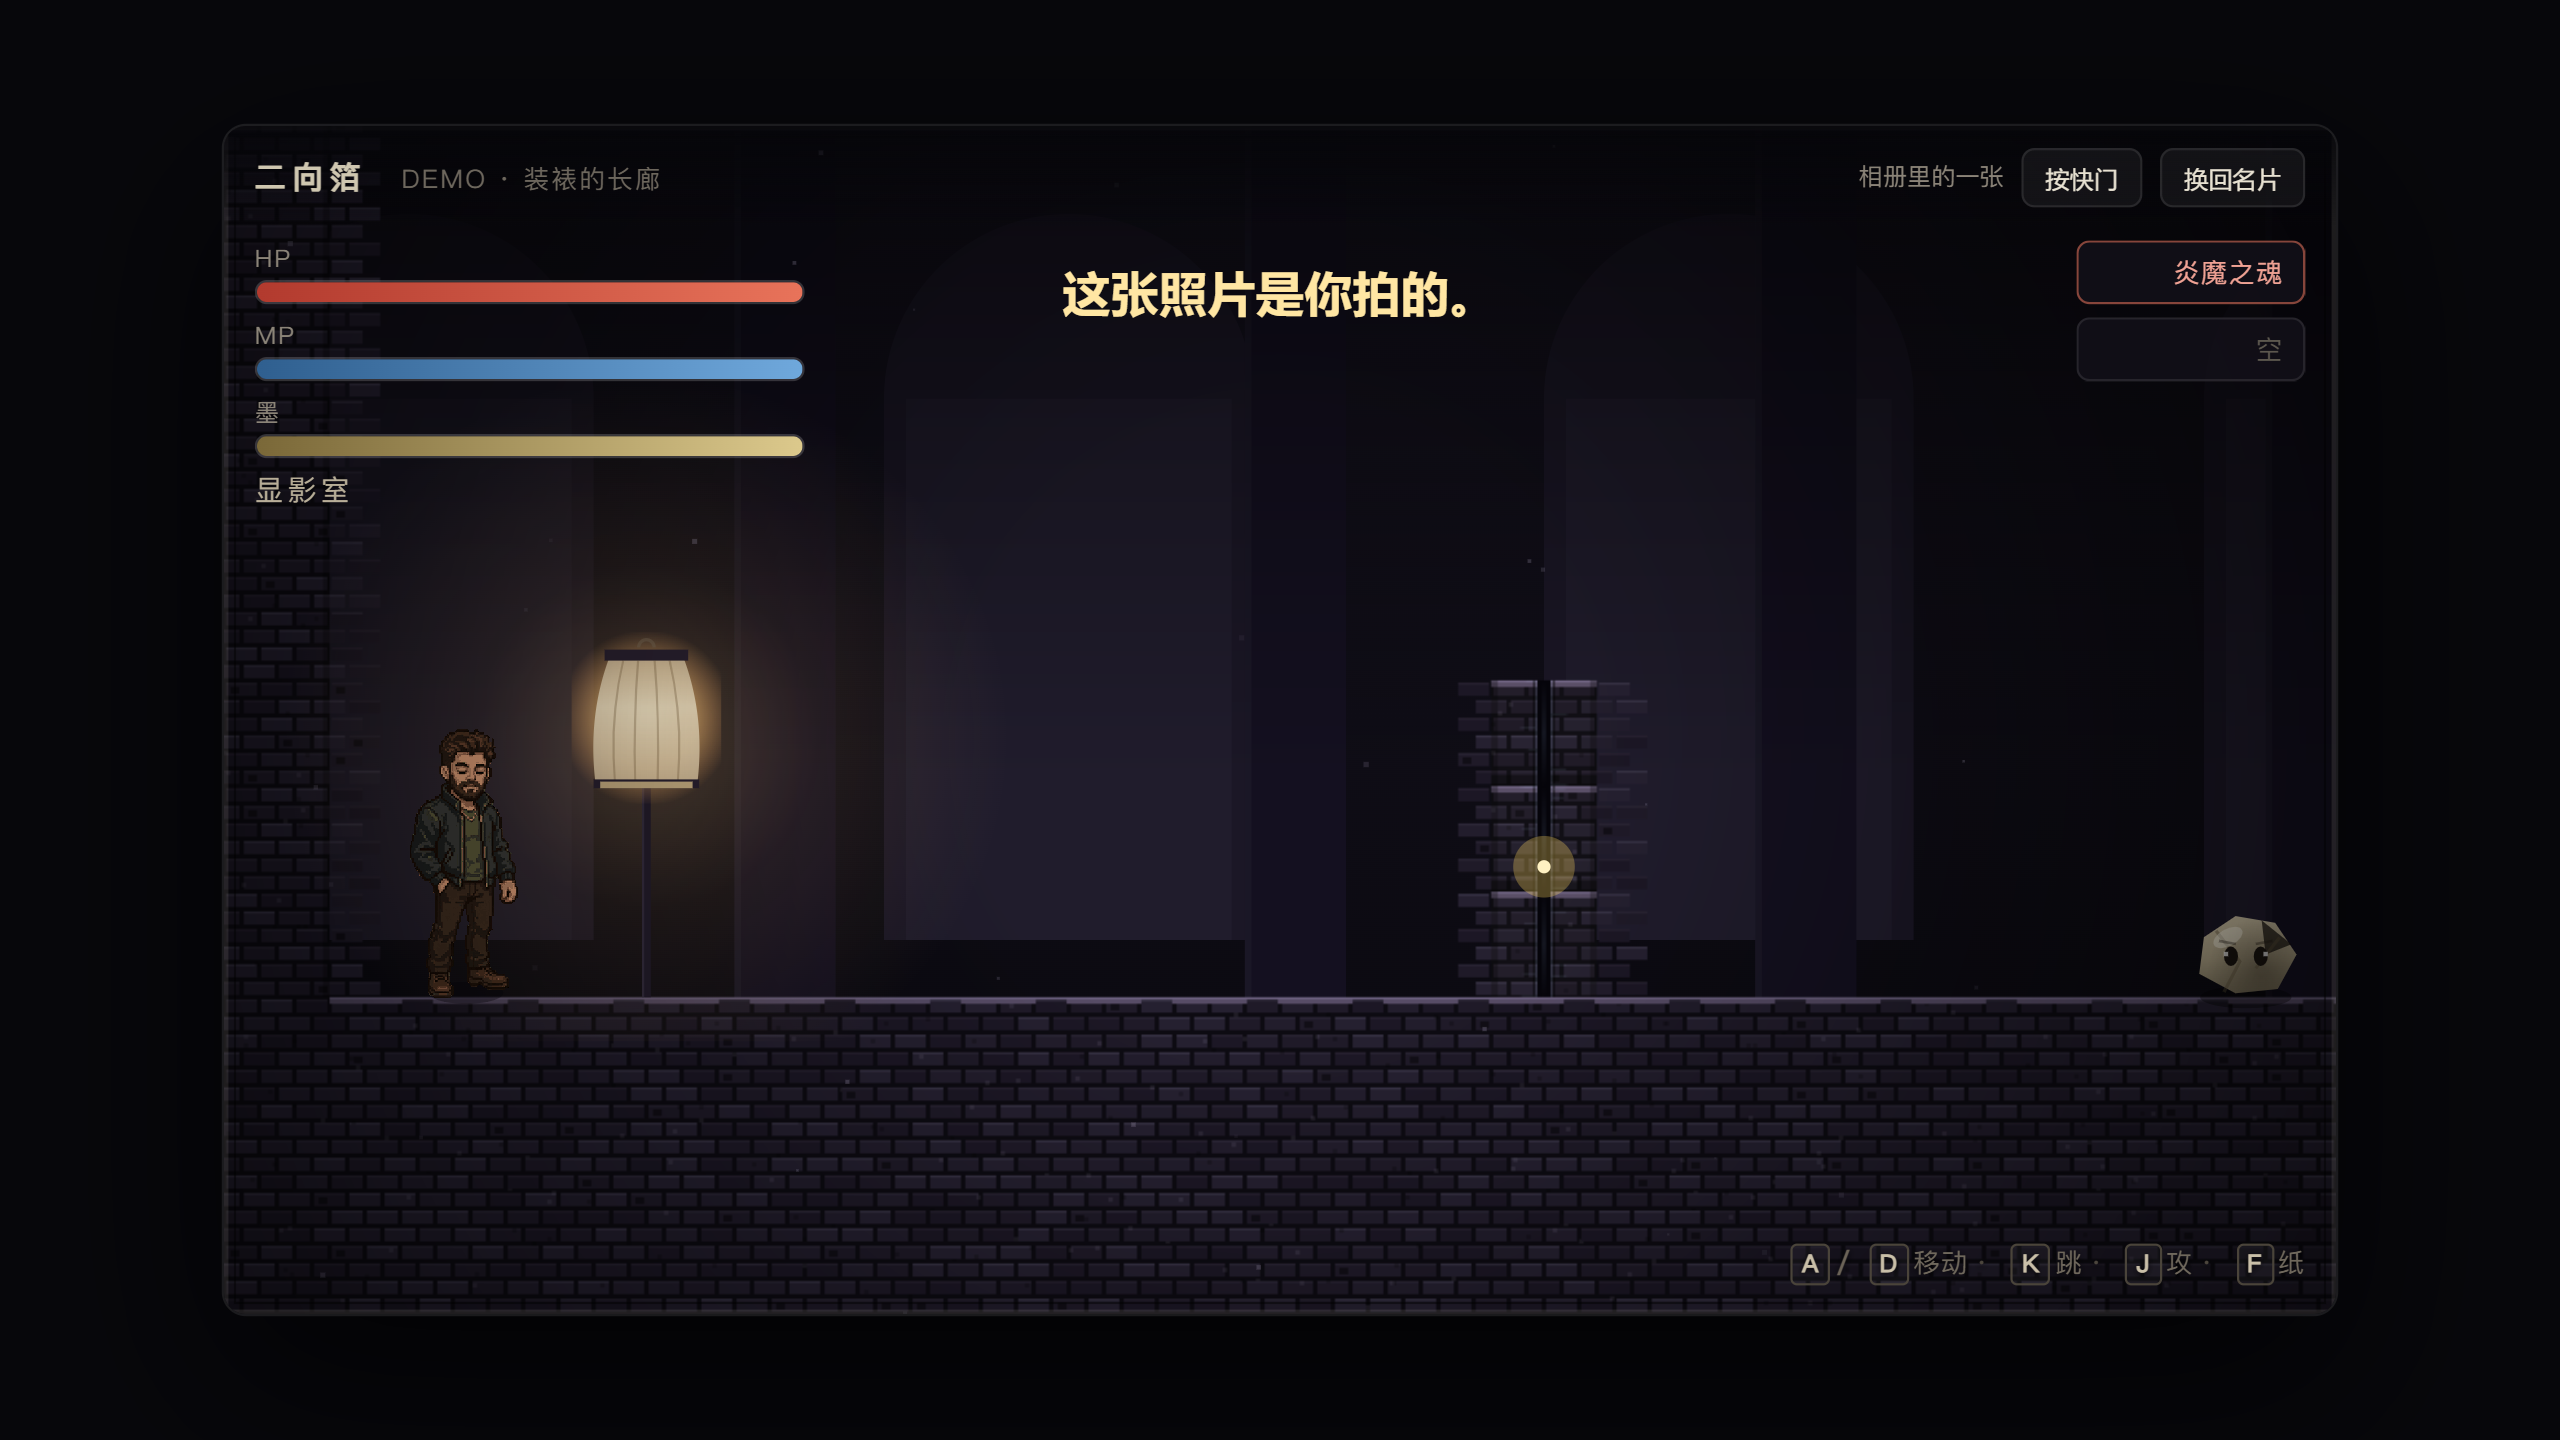 二向箔 DEMO · 装裱的长廊
相册里的一张 按快门 换回名片
HP
MP
墨
显影室
这张照片是你拍的。
炎魔之魂
空
A / D 移动 · K 跳 · J 攻 · F 纸